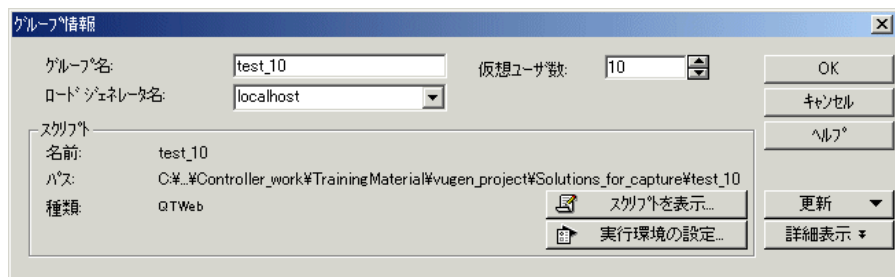 グループ情報
グループ名: test_10 仮想ユーザ数: 10 OK
ロードジェネレータ名: localhost キャンセル
スクリプト ヘルプ
名前: test_10
パス: C:¥...¥Controller_work¥TrainingMaterial¥vugen_project¥Solutions_for_capture¥test_10
種類: QTWeb スクリプトを表示... 更新
実行環境の設定... 詳細表示